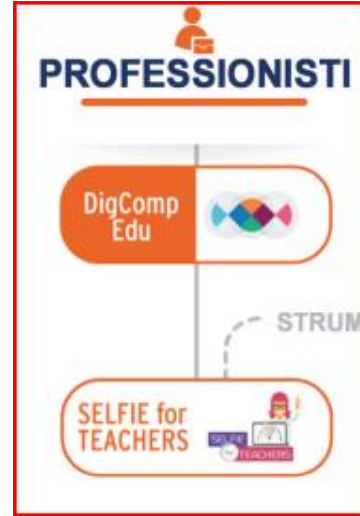 PROFESSIONISTI
DigComp
Edu
STRUM
SELFIE for
TEACHERS
SELFIE
TEACHERS